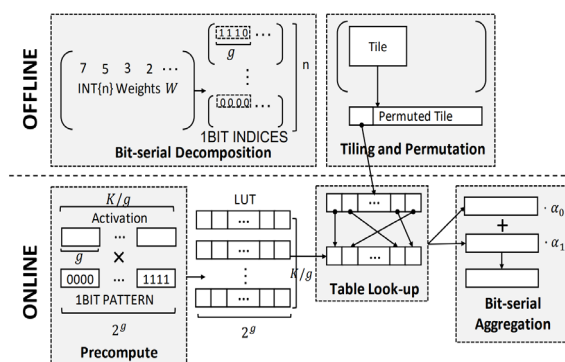 OFFLINE
7 5 3 2 ...
INT{n} Weights W
1 1 1 0 ...
g
⋮
0 0 0 0 ...
n
1BIT INDICES
Bit-serial Decomposition
Tile
Permuted Tile
Tiling and Permutation
ONLINE
K/g
Activation
...
g
×
0000 ... 1111
1BIT PATTERN
2^g
Precompute
LUT
...
...
⋮
...
K/g
2^g
...
...
Table Look-up
· α₀
+
· α₁
Bit-serial
Aggregation